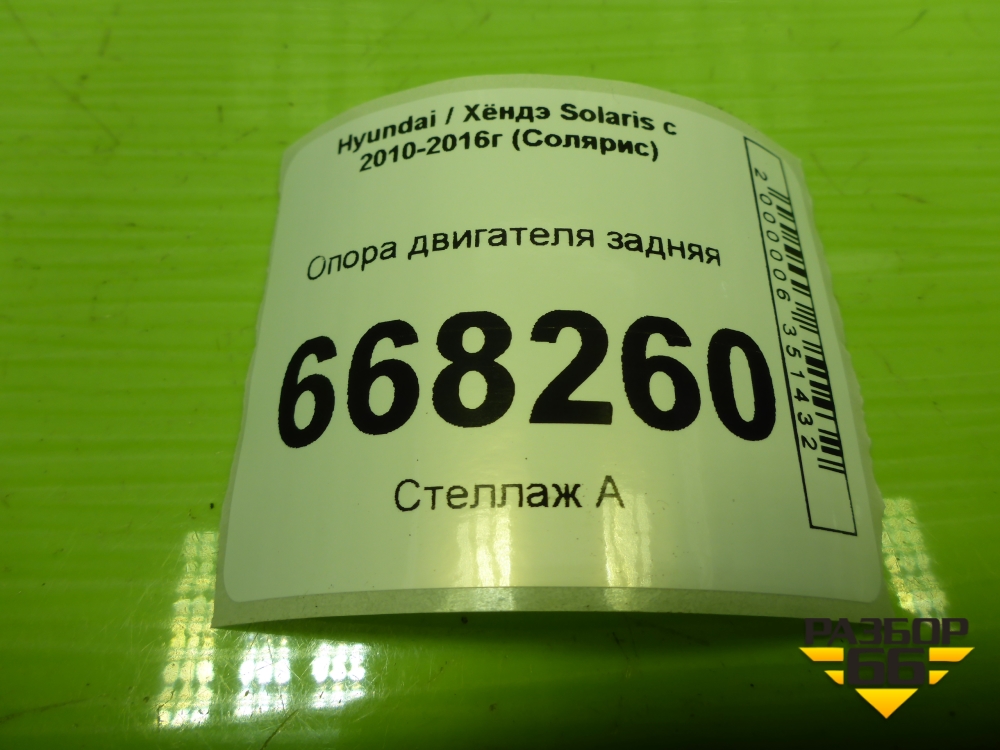 Hyundai / Хёндэ Solaris с
2010-2016г (Солярис)
Опора двигателя задняя
668260
Стеллаж А
2000006351432
РАЗБОР
66